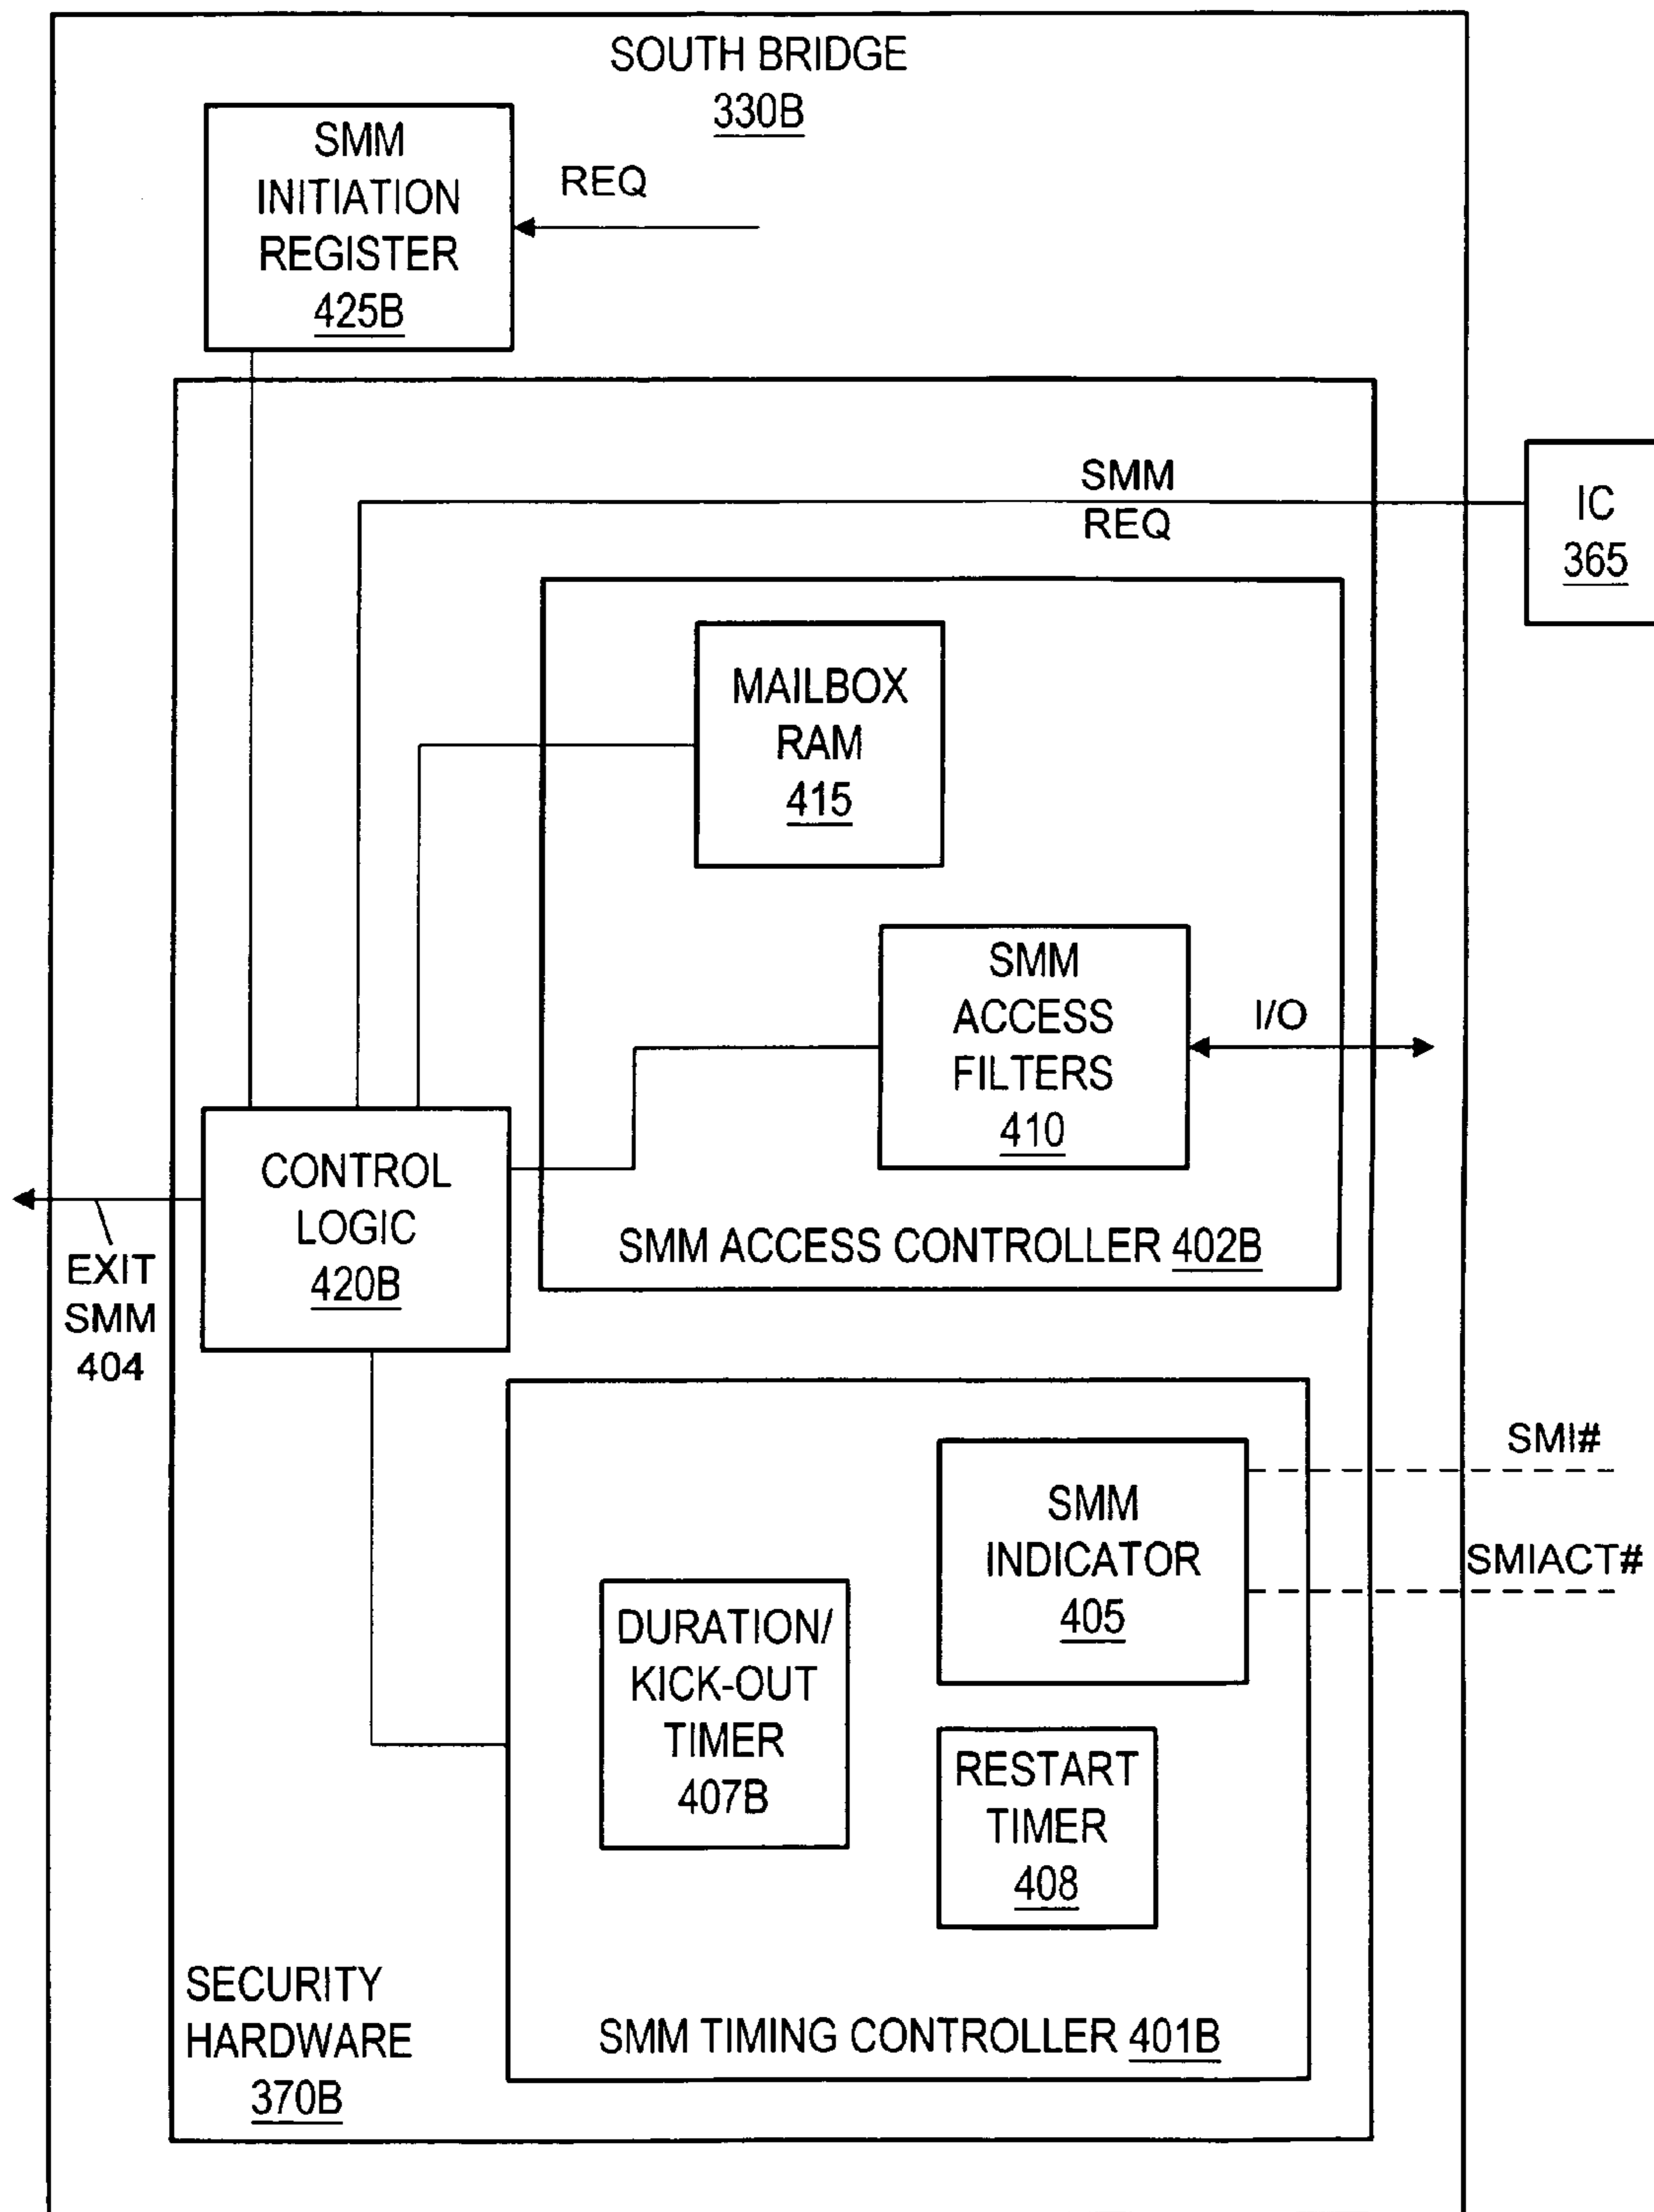 SOUTH BRIDGE
330B
SMM
INITIATION
REGISTER
425B
REQ
SMM
REQ
IC
365
MAILBOX
RAM
415
SMM
ACCESS
FILTERS
410
I/O
CONTROL
LOGIC
420B
EXIT
SMM
404
SMM ACCESS CONTROLLER 402B
SMI#
SMM
INDICATOR
405
SMIACT#
DURATION/
KICK-OUT
TIMER
407B
RESTART
TIMER
408
SECURITY
HARDWARE
370B
SMM TIMING CONTROLLER 401B